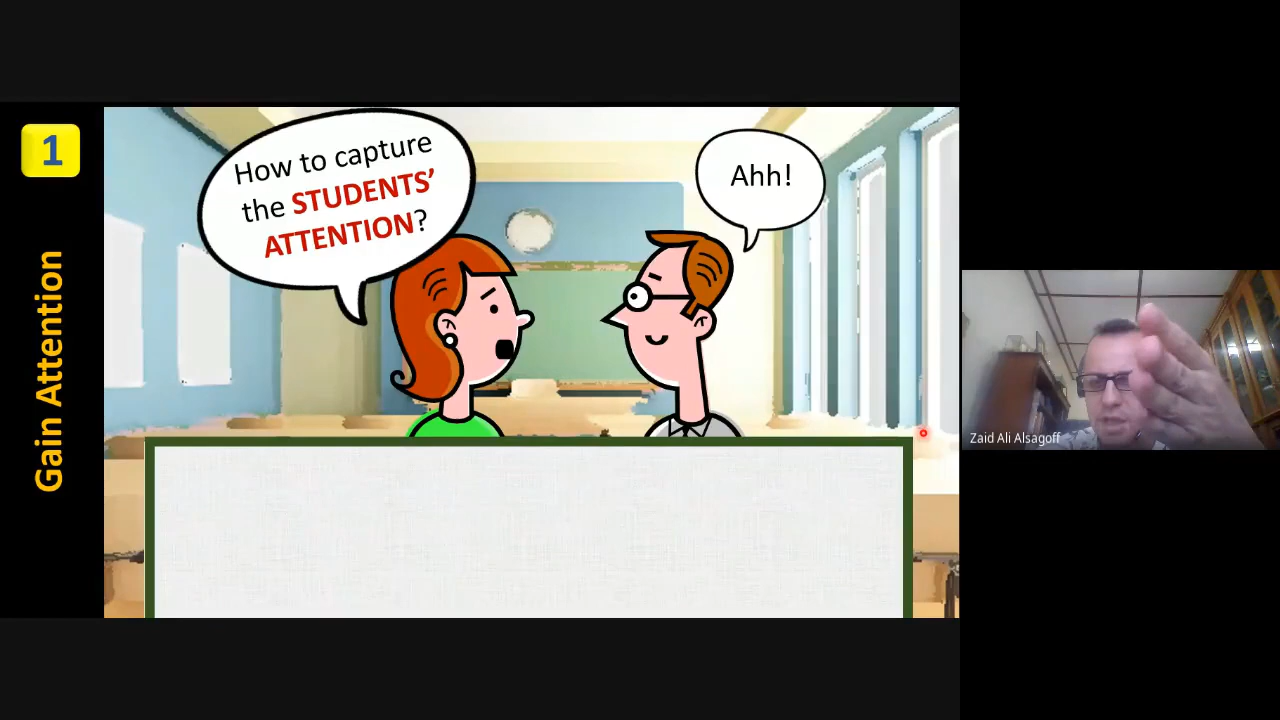 1
Gain Attention
How to capture
the STUDENTS’
ATTENTION?
Ahh!
Zaid Ali Alsagoff